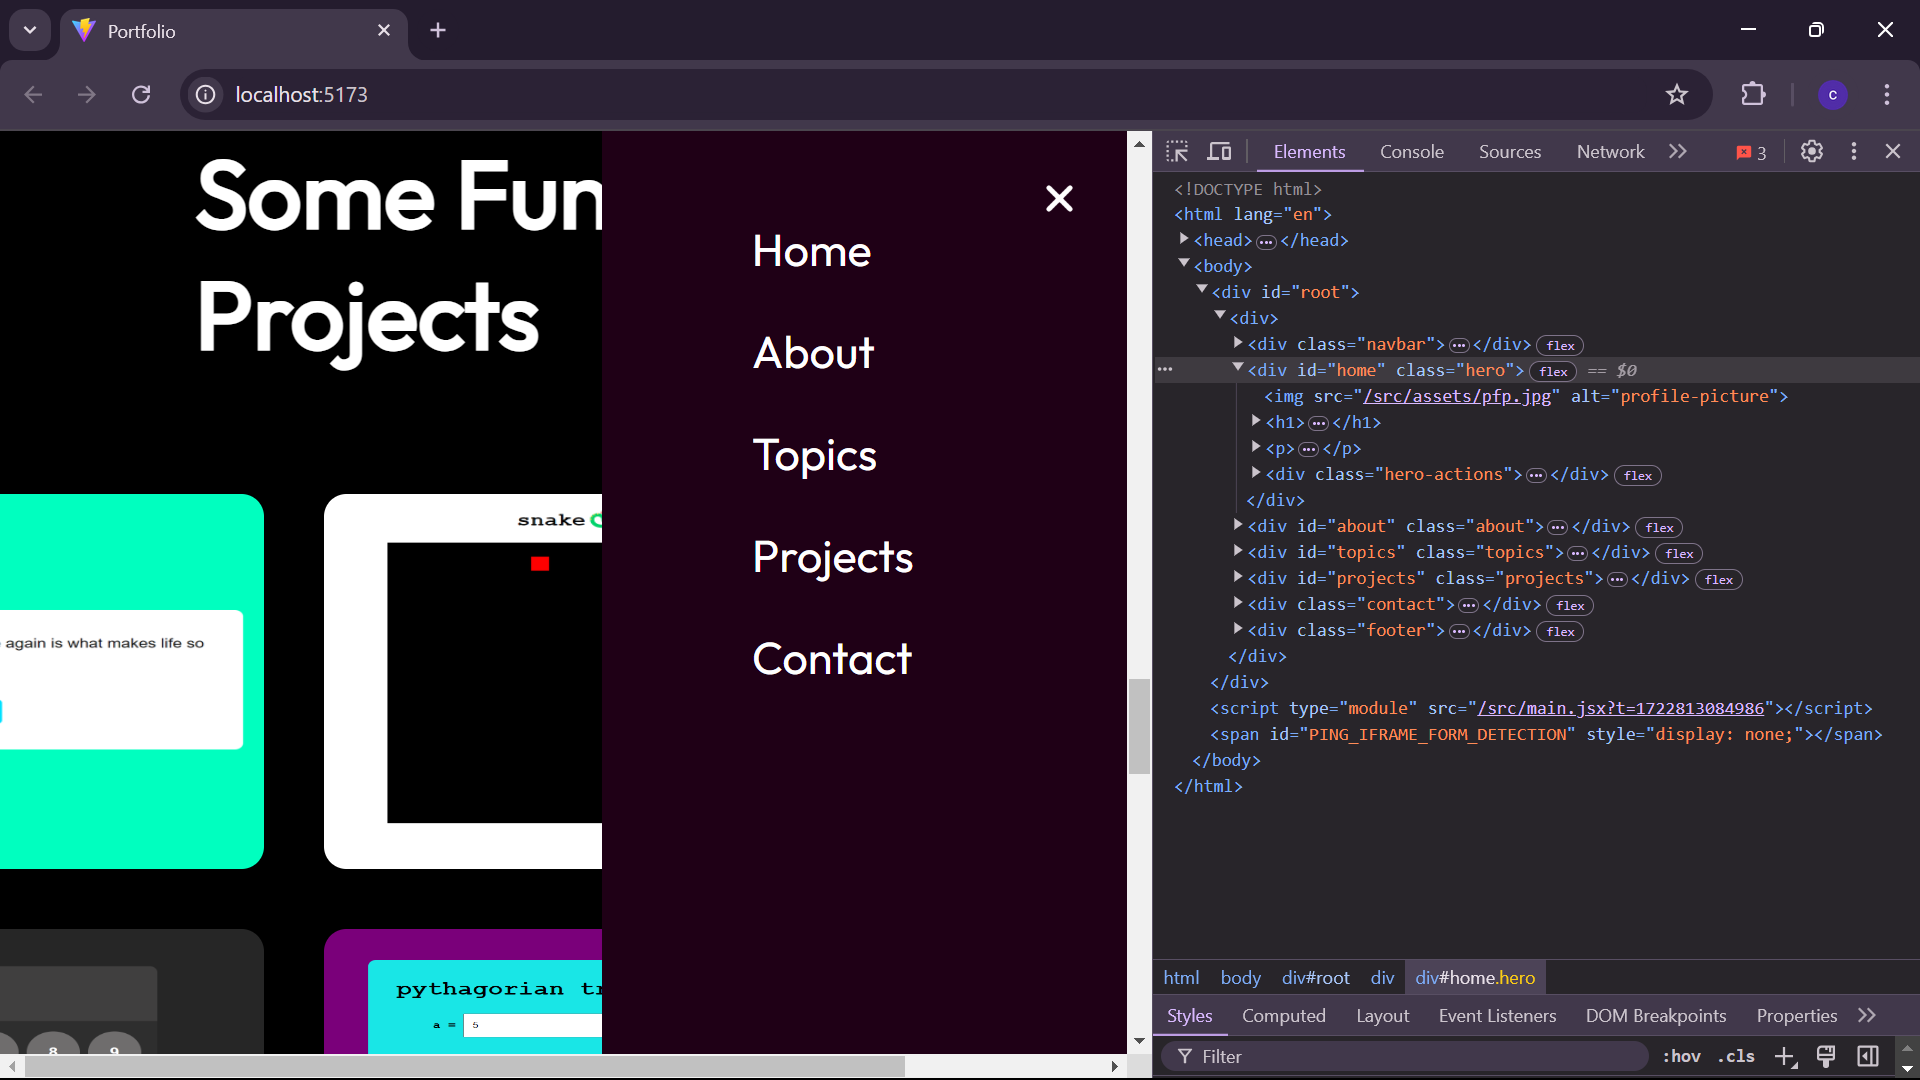 Portfolio
localhost:5173
c
Some Fun
Projects
snake
again is what makes life so
8
9
pythagorian
a =
5
Home
About
Topics
Projects
Contact
Elements
Console
Sources
Network
3
<!DOCTYPE html>
<html lang="en">
<head>…</head>
<body>
<div id="root">
<div>
<div class="navbar">…</div> flex
<div id="home" class="hero"> flex == $0
<img src="/src/assets/pfp.jpg" alt="profile-picture">
<h1>…</h1>
<p>…</p>
<div class="hero-actions">…</div> flex
</div>
<div id="about" class="about">…</div> flex
<div id="topics" class="topics">…</div> flex
<div id="projects" class="projects">…</div> flex
<div class="contact">…</div> flex
<div class="footer">…</div> flex
</div>
</div>
<script type="module" src="/src/main.jsx?t=1722813084986"></script>
<span id="PING_IFRAME_FORM_DETECTION" style="display: none;"></span>
</body>
</html>
html body div#root div div#home.hero
Styles Computed Layout Event Listeners DOM Breakpoints Properties
Filter
:hov .cls